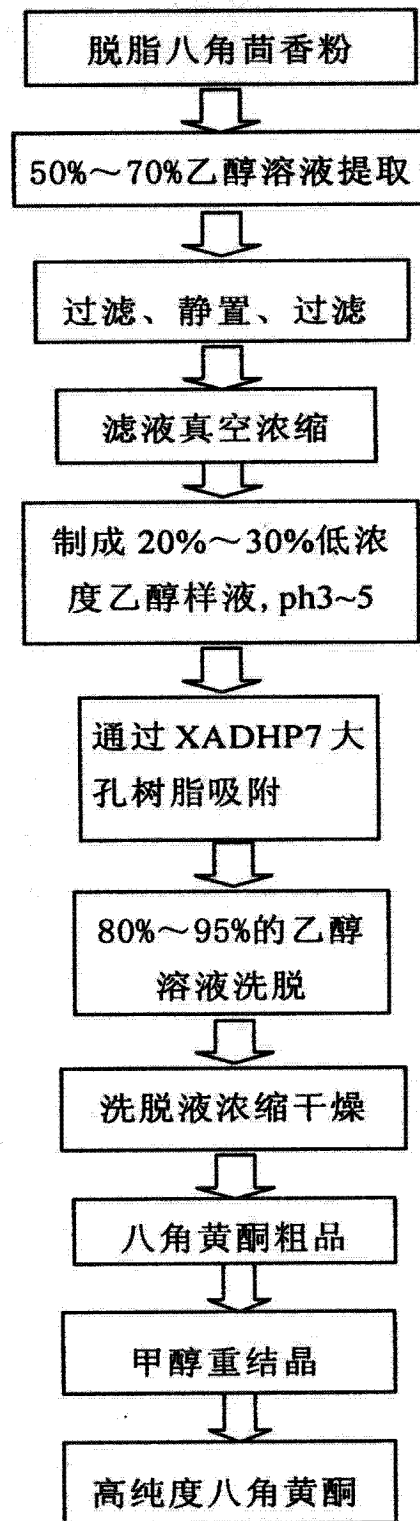 脱脂八角茴香粉
50%～70%乙醇溶液提取
过滤、静置、过滤
滤液真空浓缩
制成 20%～30%低浓
度乙醇样液, ph3~5
通过 XADHP7 大
孔树脂吸附
80%～95%的乙醇
溶液洗脱
洗脱液浓缩干燥
八角黄酮粗品
甲醇重结晶
高纯度八角黄酮